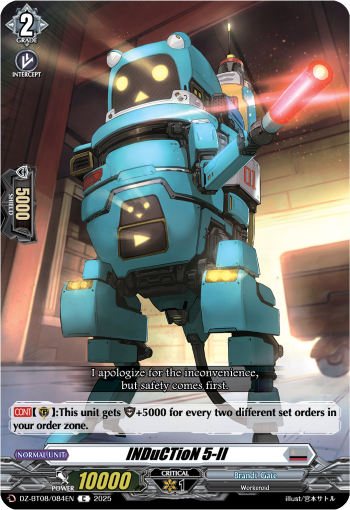 2
GRADE
INTERCEPT
5000
SHIELD
01
I apologize for the inconvenience,
but safety comes first.
CONT【 】:This unit gets +5000 for every two different set orders in
your order zone.
NORMAL UNIT
INDuCTioN 5-II
POWER 10000
CRITICAL
1
Brandt Gate
Workeroid
DZ-BT08/084EN C 2025
illust/宮本サトル